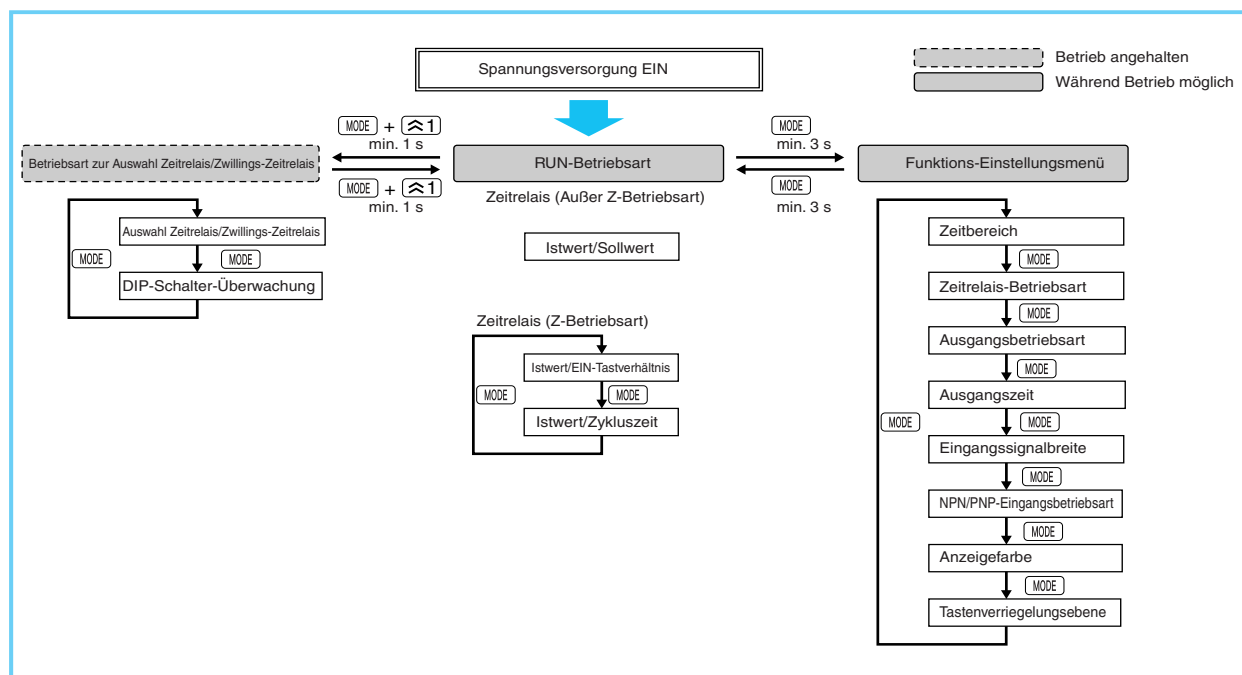 Spannungsversorgung EIN
Betrieb angehalten
Während Betrieb möglich
MODE + 1
min. 1 s
MODE
min. 3 s
Betriebsart zur Auswahl Zeitrelais/Zwillings-Zeitrelais
RUN-Betriebsart
Funktions-Einstellungsmenü
MODE + 1
min. 1 s
MODE
min. 3 s
Auswahl Zeitrelais/Zwillings-Zeitrelais
MODE
MODE
DIP-Schalter-Überwachung
Zeitrelais (Außer Z-Betriebsart)
Istwert/Sollwert
Zeitrelais (Z-Betriebsart)
Istwert/EIN-Tastverhältnis
MODE
MODE
Istwert/Zykluszeit
Zeitbereich
MODE
Zeitrelais-Betriebsart
MODE
Ausgangsbetriebsart
MODE
Ausgangszeit
MODE
MODE
Eingangssignalbreite
MODE
NPN/PNP-Eingangsbetriebsart
MODE
Anzeigefarbe
MODE
Tastenverriegelungsebene